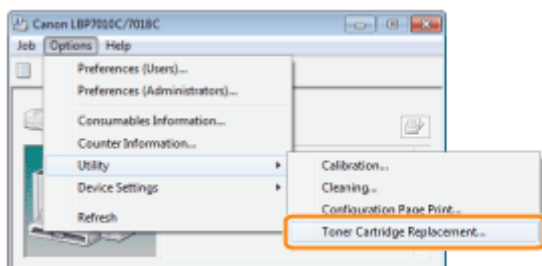 Canon LBP7010C/7018C
Job Options Help
Preferences (Users)...
Preferences (Administrators)...
Consumables Information...
Counter Information...
Utility
Device Settings
Refresh
Calibration...
Cleaning...
Configuration Page Print...
Toner Cartridge Replacement...